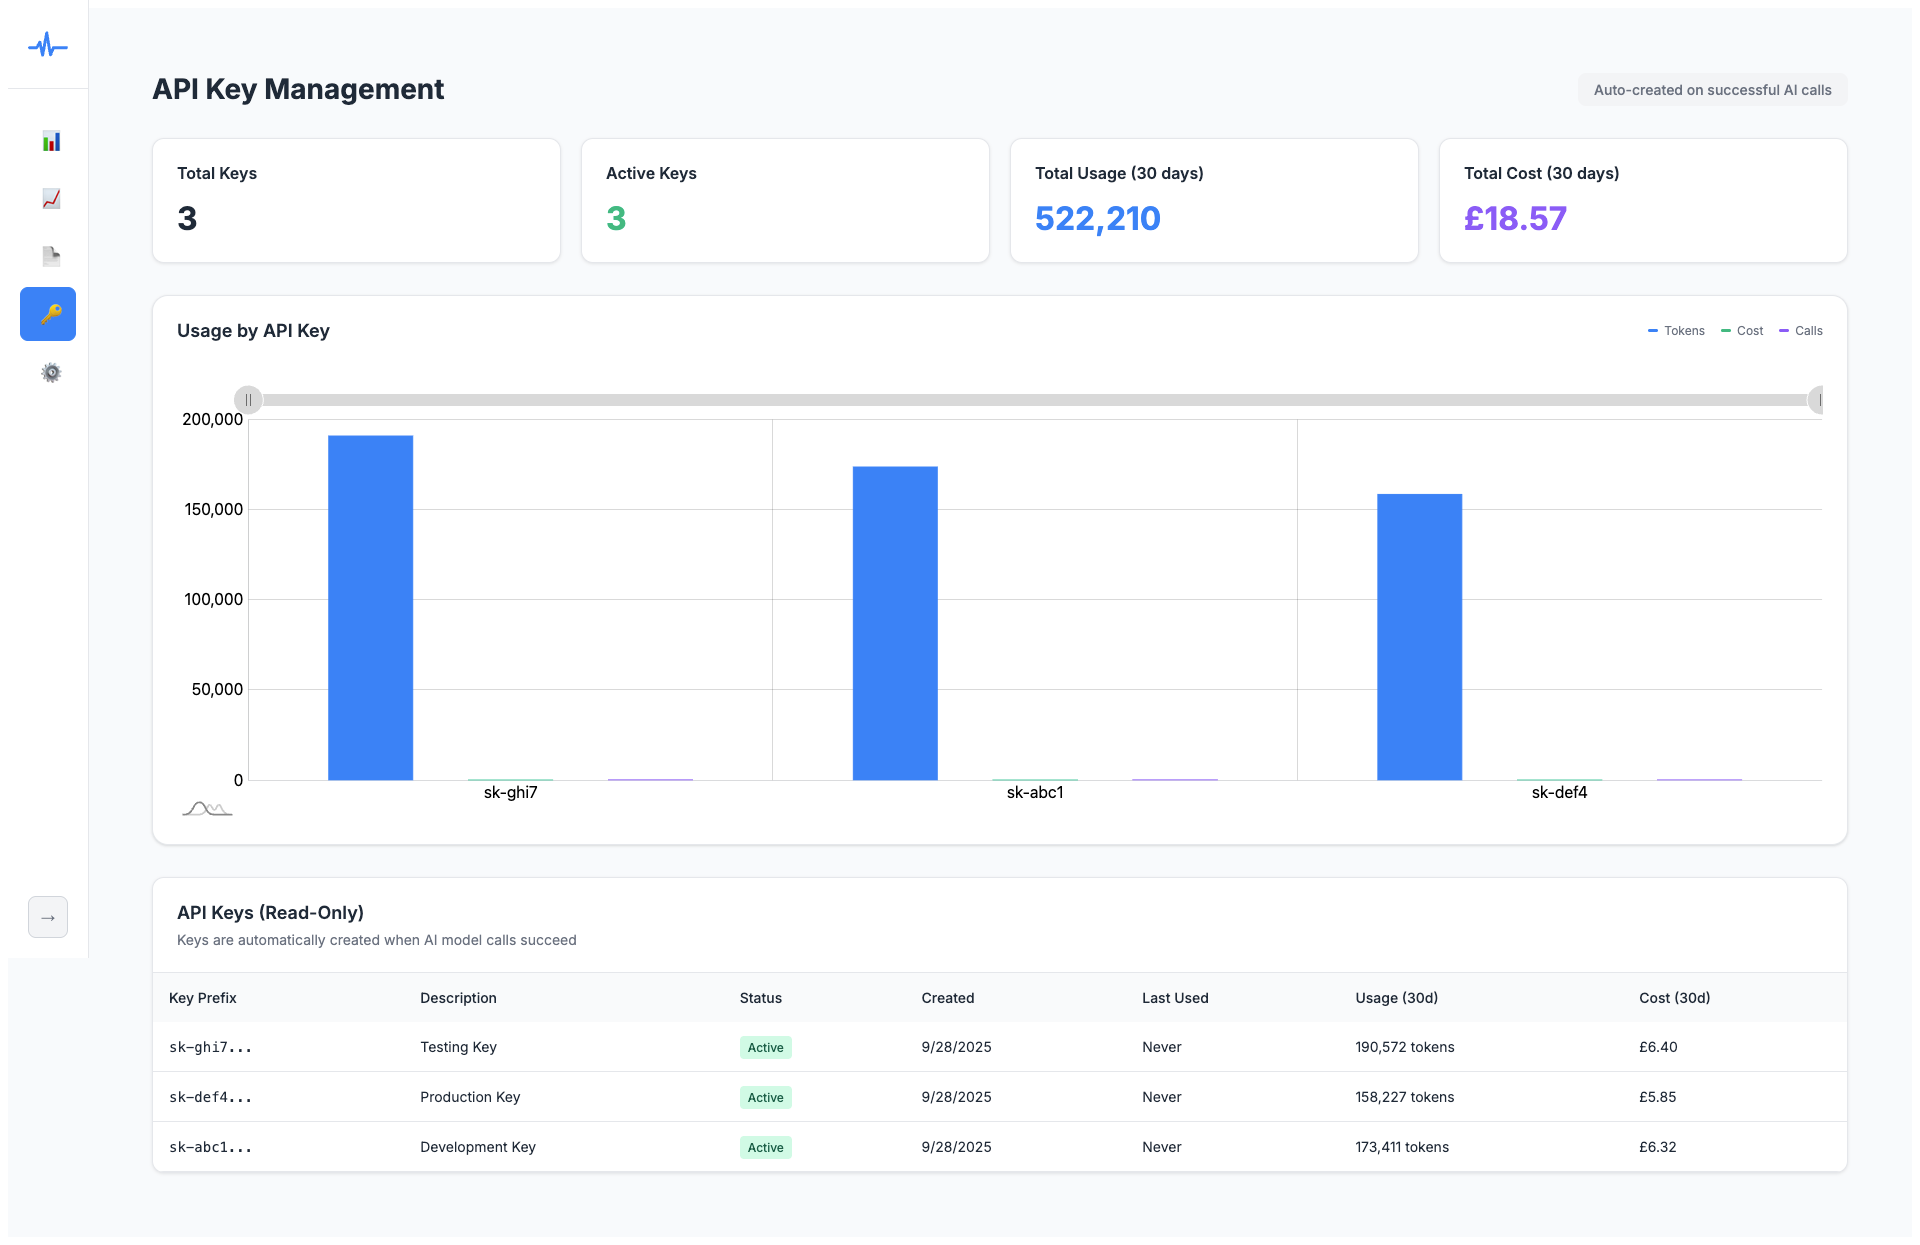 API Key Management
Auto-created on successful AI calls
Total Keys
3
Active Keys
3
Total Usage (30 days)
522,210
Total Cost (30 days)
£18.57
Usage by API Key
Tokens Cost Calls
200,000
150,000
100,000
50,000
0
sk-ghi7 sk-abc1 sk-def4
API Keys (Read-Only)
Keys are automatically created when AI model calls succeed
Key Prefix Description Status Created Last Used Usage (30d) Cost (30d)
sk-ghi7... Testing Key Active 9/28/2025 Never 190,572 tokens £6.40
sk-def4... Production Key Active 9/28/2025 Never 158,227 tokens £5.85
sk-abc1... Development Key Active 9/28/2025 Never 173,411 tokens £6.32